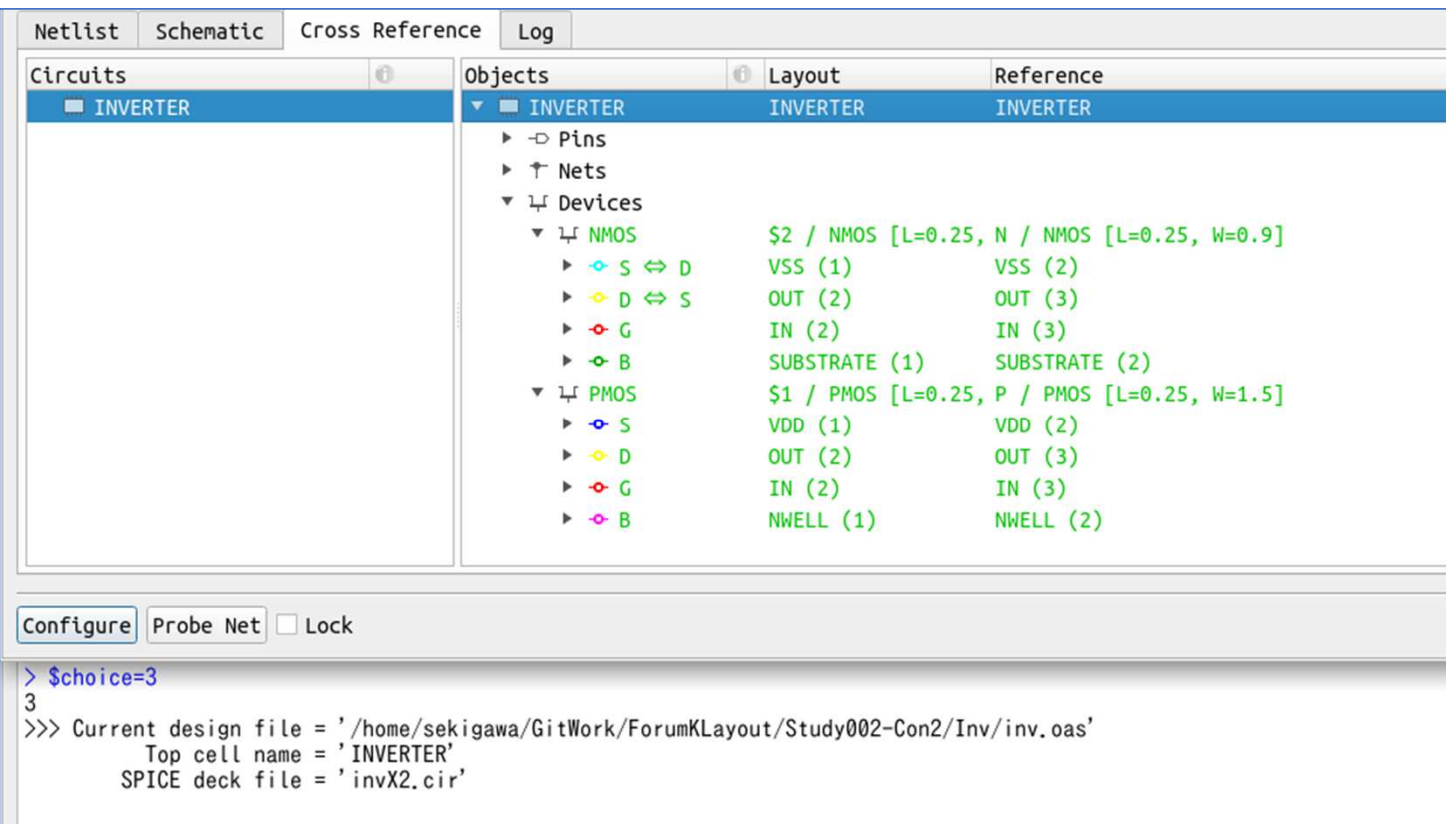 Netlist Schematic Cross Reference Log
Circuits Objects Layout Reference
INVERTER INVERTER INVERTER INVERTER
Pins
Nets
Devices
NMOS $2 / NMOS [L=0.25, N / NMOS [L=0.25, W=0.9]
S ⇔ D VSS (1) VSS (2)
D ⇔ S OUT (2) OUT (3)
G IN (2) IN (3)
B SUBSTRATE (1) SUBSTRATE (2)
PMOS $1 / PMOS [L=0.25, P / PMOS [L=0.25, W=1.5]
S VDD (1) VDD (2)
D OUT (2) OUT (3)
G IN (2) IN (3)
B NWELL (1) NWELL (2)
Configure Probe Net Lock
> $choice=3
3
>>> Current design file = '/home/sekigawa/GitWork/ForumKLayout/Study002-Con2/Inv/inv.oas'
Top cell name = 'INVERTER'
SPICE deck file = 'invX2.cir'